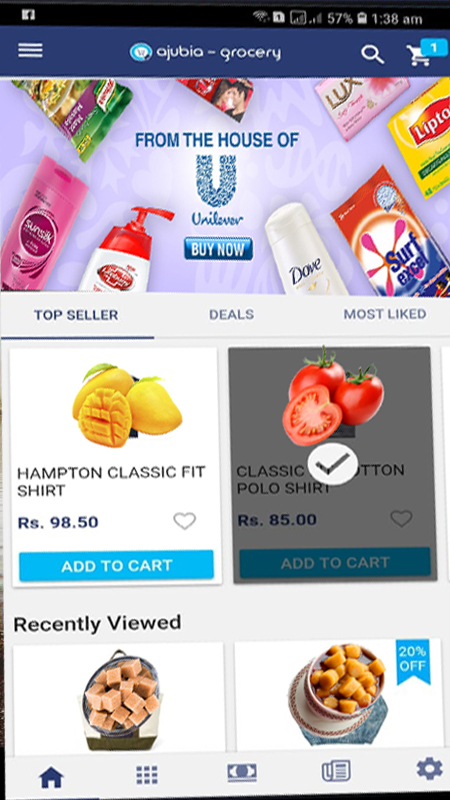 57% 1:38 am
ajubia - grocery
1
LUX
Lipton
Knorr
FROM THE HOUSE OF
Unilever
BUY NOW
sunsilk
Dove
Surf
excel
TOP SELLER DEALS MOST LIKED
HAMPTON CLASSIC FIT
SHIRT
Rs. 98.50
ADD TO CART
CLASSIC OTTON
POLO SHIRT
Rs. 85.00
ADD TO CART
Recently Viewed
20%
OFF